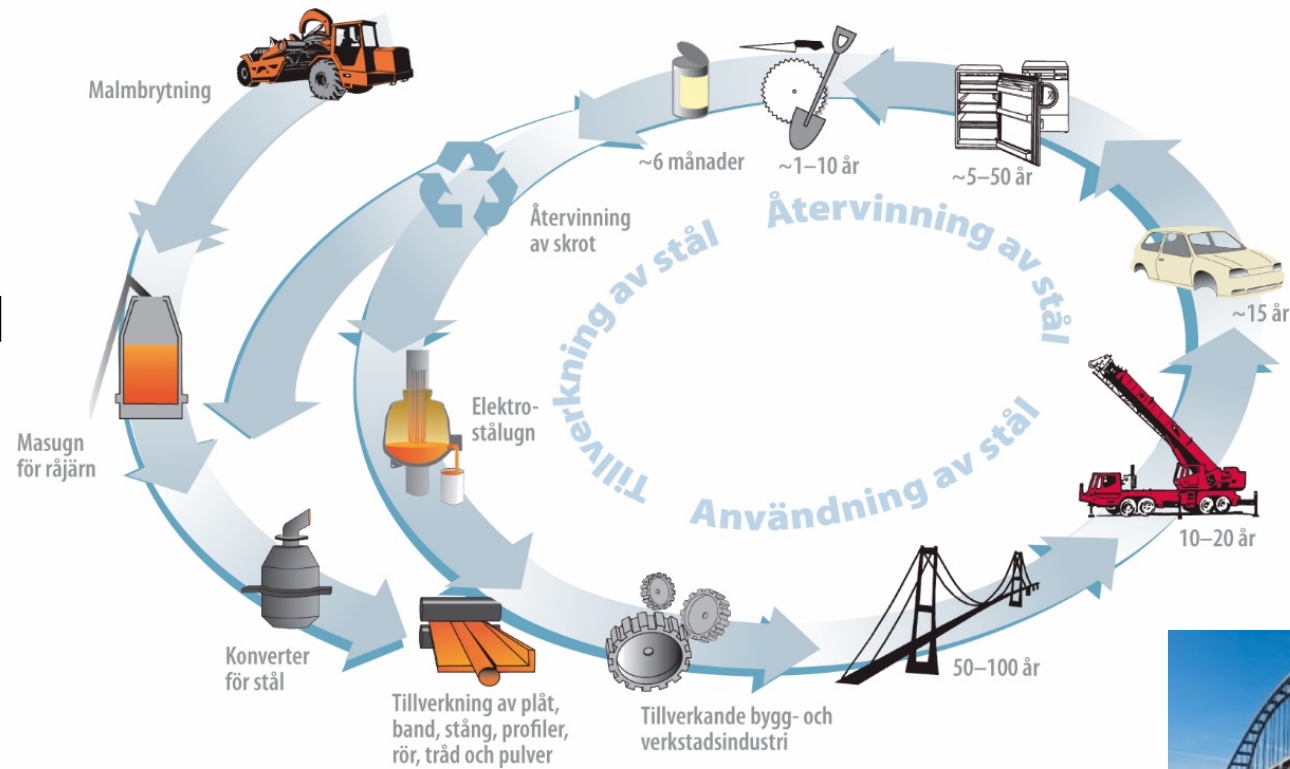 Malmbrytning
~6 månader
~1–10 år
~5–50 år
Återvinning
av skrot
Återvinning av stål
Tillverkning av stål
Användning av stål
~15 år
Masugn
för råjärn
Elektro-
stålugn
10–20 år
Konverter
för stål
50–100 år
Tillverkning av plåt,
band, stång, profiler,
rör, tråd och pulver
Tillverkande bygg- och
verkstadsindustri